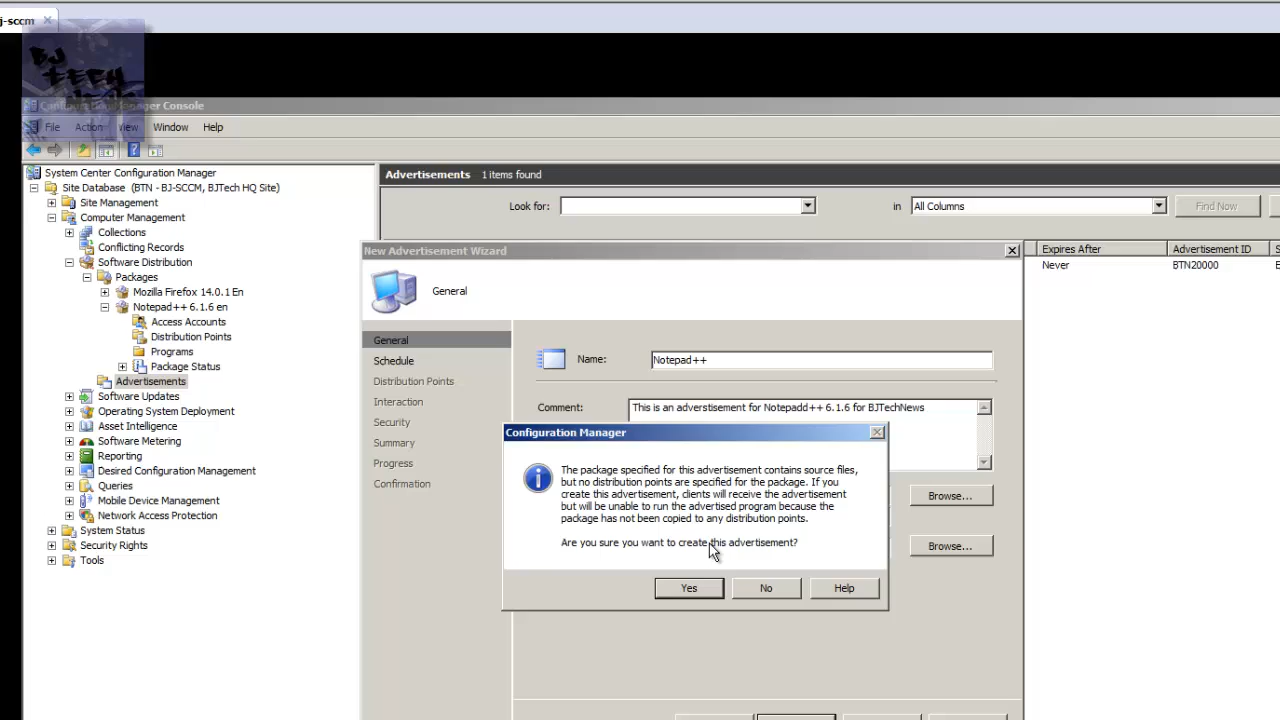 j-sccm
BJ
TECH
Configuration Manager Console
File Action View Window Help
System Center Configuration Manager
Site Database (BTN - BJ-SCCM, BJTech HQ Site)
Site Management
Computer Management
Collections
Conflicting Records
Software Distribution
Packages
Mozilla Firefox 14.0.1 En
Notepad++ 6.1.6 en
Access Accounts
Distribution Points
Programs
Package Status
Advertisements
Software Updates
Operating System Deployment
Asset Intelligence
Software Metering
Reporting
Desired Configuration Management
Queries
Mobile Device Management
Network Access Protection
System Status
Security Rights
Tools
Advertisements 1 items found
Look for: in All Columns Find Now
Expires After Advertisement ID S
Never BTN20000 B
New Advertisement Wizard
General
General
Schedule
Distribution Points
Interaction
Security
Summary
Progress
Confirmation
Name: Notepad++
Comment: This is an adverstisement for Notepadd++ 6.1.6 for BJTechNews
Browse...
Browse...
Configuration Manager
The package specified for this advertisement contains source files,
but no distribution points are specified for the package. If you
create this advertisement, clients will receive the advertisement
but will be unable to run the advertised program because the
package has not been copied to any distribution points.
Are you sure you want to create this advertisement?
Yes No Help